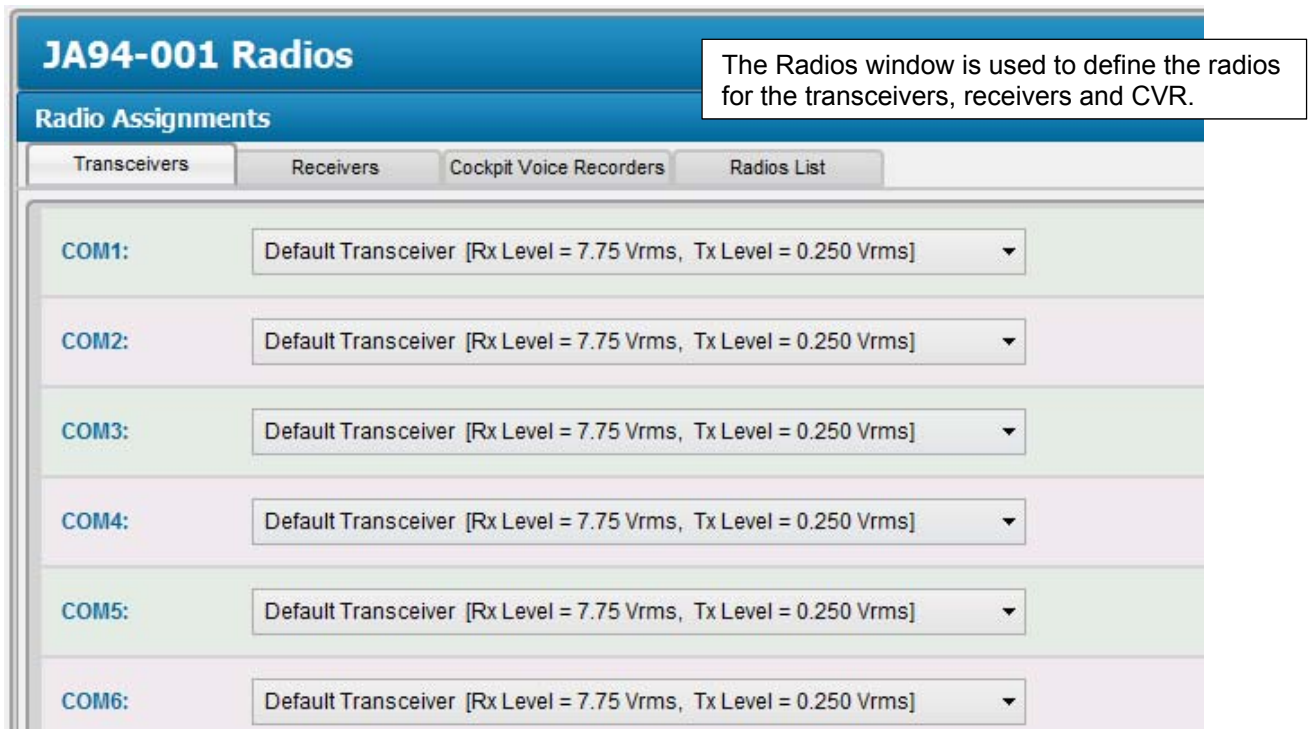 JA94-001 Radios
The Radios window is used to define the radios
for the transceivers, receivers and CVR.
Radio Assignments
Transceivers Receivers Cockpit Voice Recorders Radios List
COM1: Default Transceiver [Rx Level = 7.75 Vrms, Tx Level = 0.250 Vrms]
COM2: Default Transceiver [Rx Level = 7.75 Vrms, Tx Level = 0.250 Vrms]
COM3: Default Transceiver [Rx Level = 7.75 Vrms, Tx Level = 0.250 Vrms]
COM4: Default Transceiver [Rx Level = 7.75 Vrms, Tx Level = 0.250 Vrms]
COM5: Default Transceiver [Rx Level = 7.75 Vrms, Tx Level = 0.250 Vrms]
COM6: Default Transceiver [Rx Level = 7.75 Vrms, Tx Level = 0.250 Vrms]